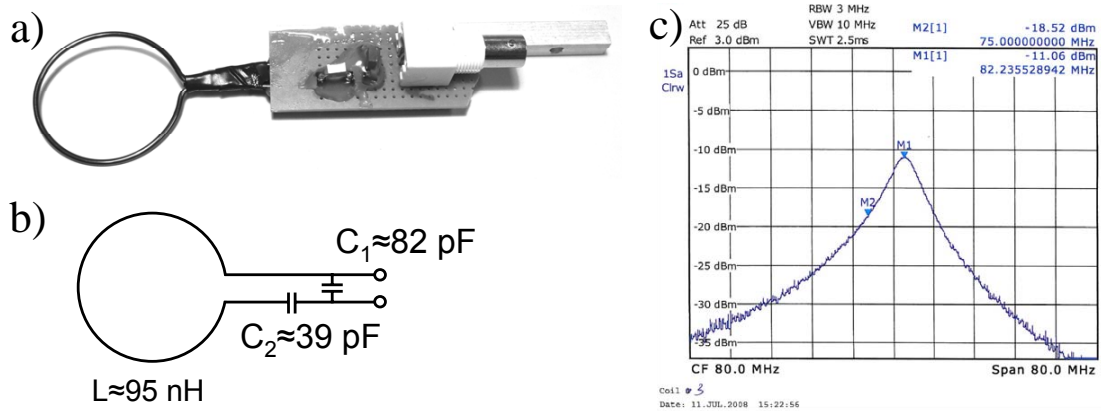 a)
b)
C₁≈82 pF
C₂≈39 pF
L≈95 nH
c)
RBW 3 MHz
Att 25 dB VBW 10 MHz M2[1] -18.52 dBm
Ref 3.0 dBm SWT 2.5ms 75.000000000 MHz
M1[1] -11.06 dBm
82.235528942 MHz
1Sa
Clrw
0 dBm
-5 dBm
-10 dBm
M1
-15 dBm
M2
-20 dBm
-25 dBm
-30 dBm
-35 dBm
CF 80.0 MHz Span 80.0 MHz
Coil # 3
Date: 11.JUL.2008 15:22:56